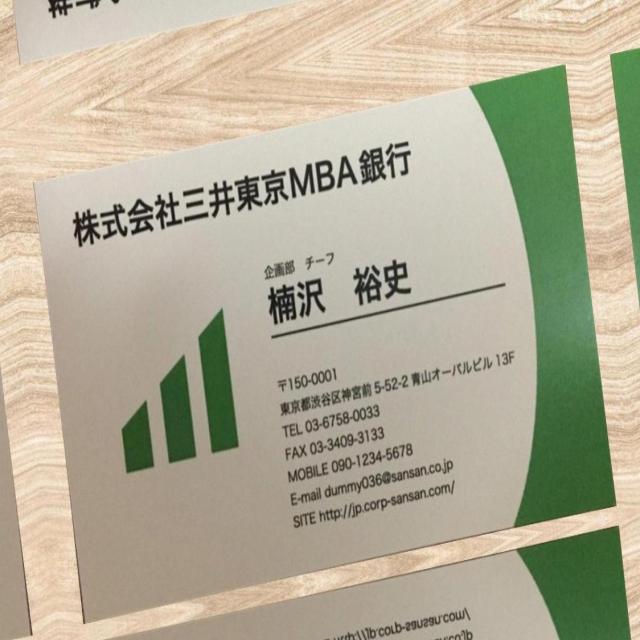 株式会社三井東京MBA銀行
企画部 チーフ
楠沢 裕史
〒150-0001
東京都渋谷区神宮前 5-52-2 青山オーバルビル 13F
TEL 03-6758-0033
FAX 03-3409-3133
MOBILE 090-1234-5678
E-mail dummy036@sansan.co.jp
SITE http://jp.corp-sansan.com/